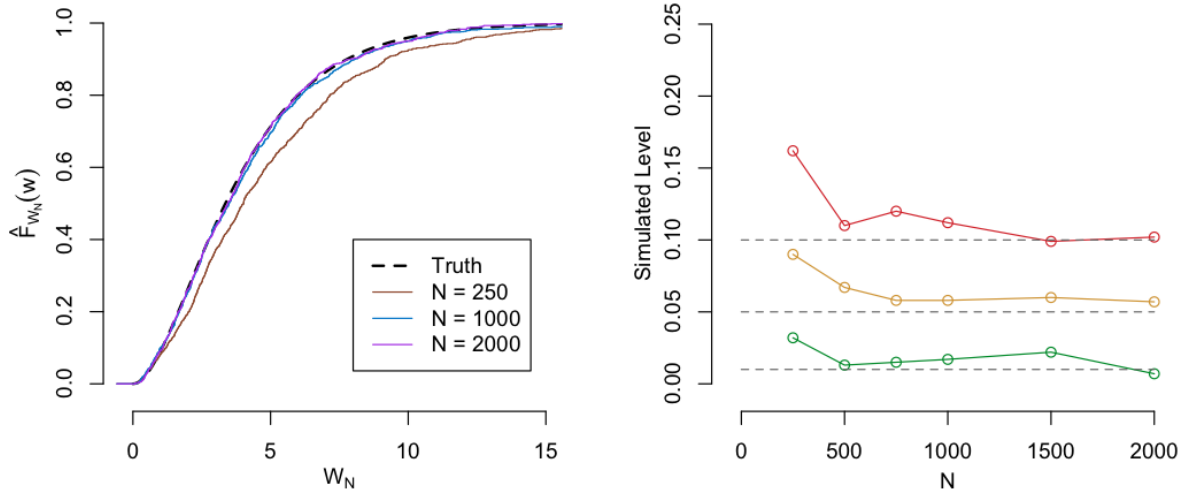 F̂_{W_N}(w)
1.0
0.8
0.6
0.4
0.2
0.0
Truth
N = 250
N = 1000
N = 2000
0 5 10 15
W_N
Simulated Level
0.25
0.20
0.15
0.10
0.05
0.00
0 500 1000 1500 2000
N